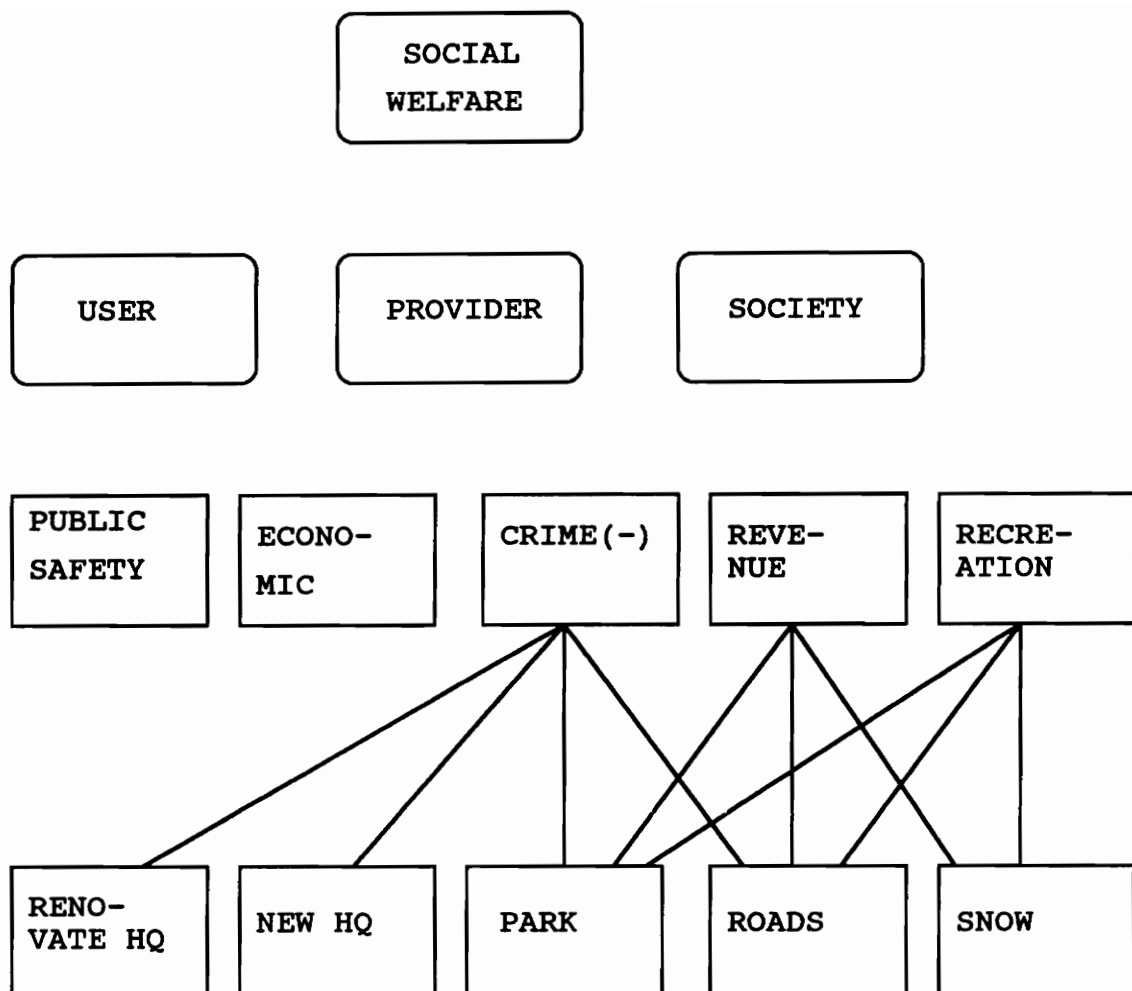 SOCIAL
WELFARE
USER
PROVIDER
SOCIETY
PUBLIC
SAFETY
ECONO-
MIC
CRIME(-)
REVE-
NUE
RECRE-
ATION
RENO-
VATE HQ
NEW HQ
PARK
ROADS
SNOW